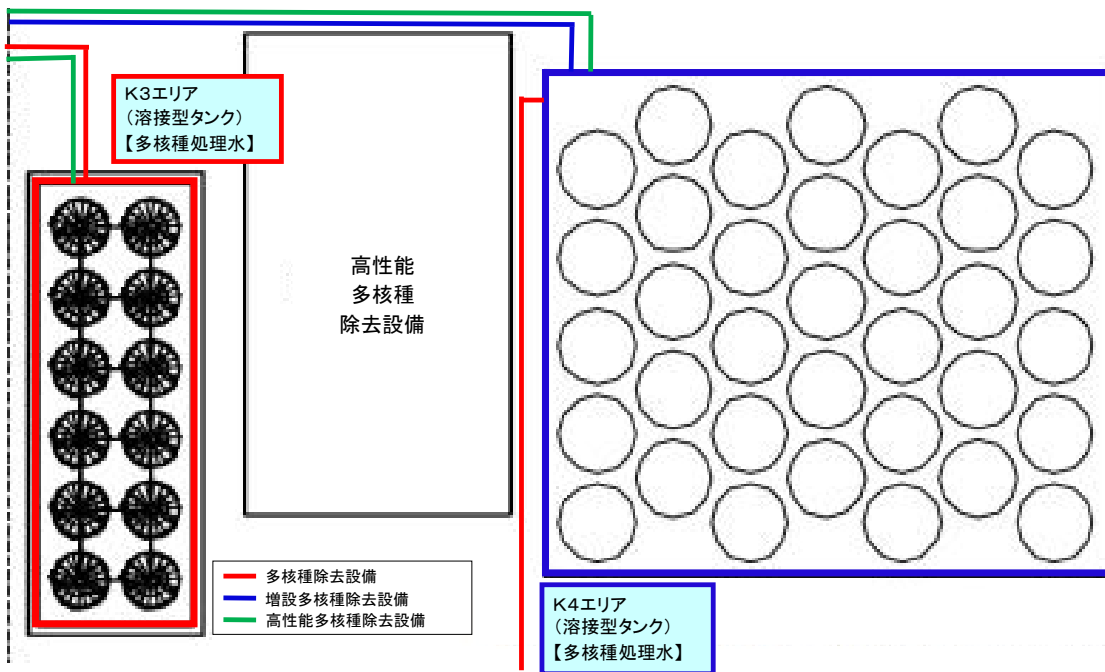 K3エリア
(溶接型タンク)
【多核種処理水】
高性能
多核種
除去設備
多核種除去設備
増設多核種除去設備
高性能多核種除去設備
K4エリア
(溶接型タンク)
【多核種処理水】